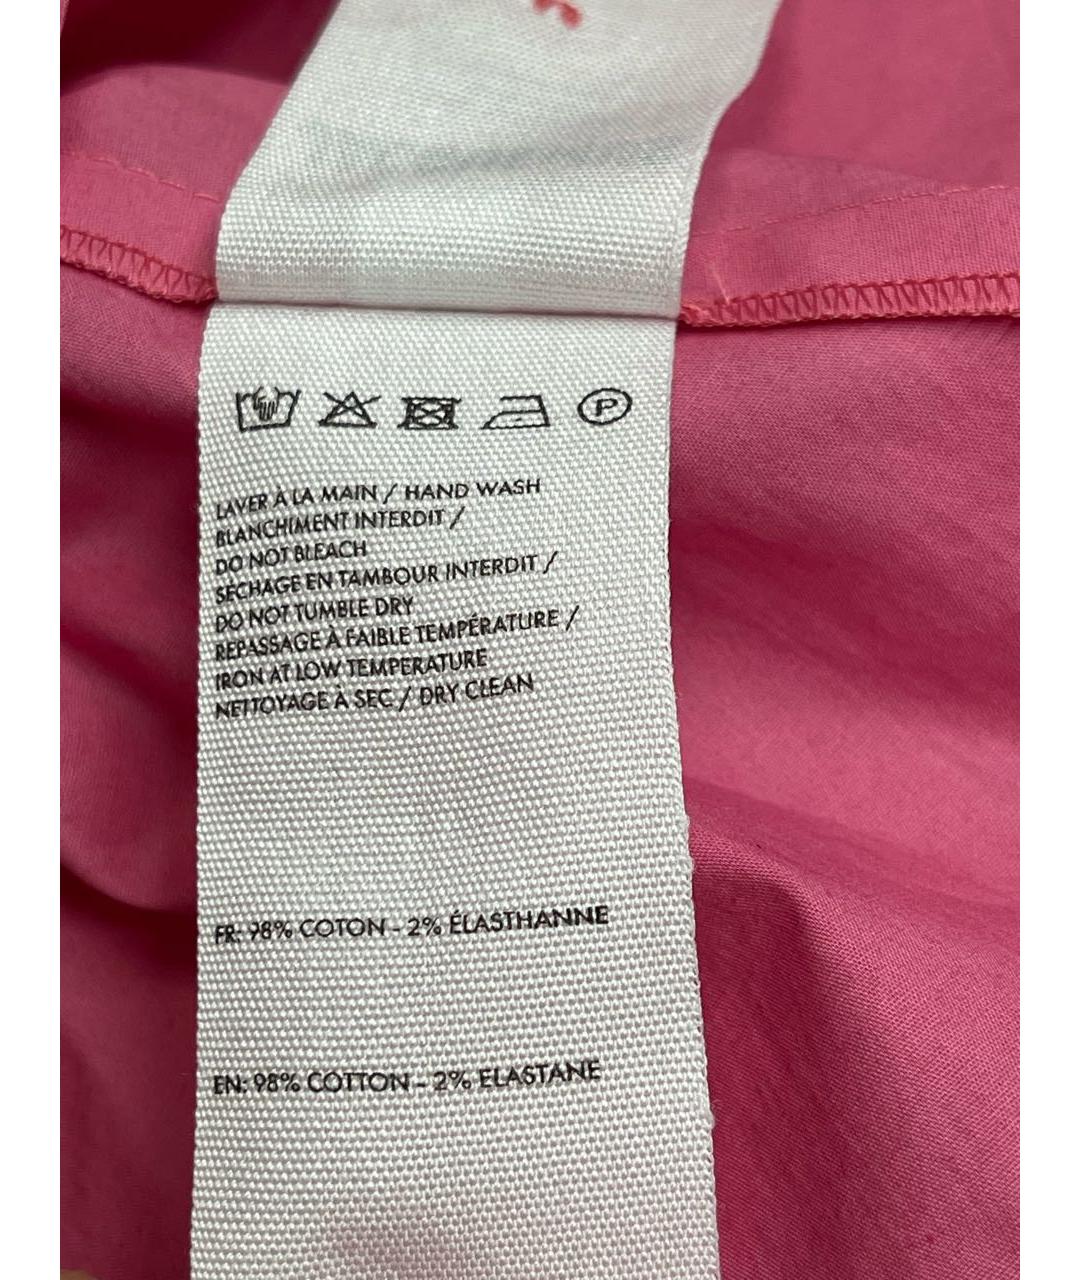 P
LAVER À LA MAIN / HAND WASH
BLANCHIMENT INTERDIT /
DO NOT BLEACH
SÉCHAGE EN TAMBOUR INTERDIT /
DO NOT TUMBLE DRY
REPASSAGE À FAIBLE TEMPÉRATURE /
IRON AT LOW TEMPERATURE
NETTOYAGE À SEC / DRY CLEAN
FR: 98% COTON - 2% ÉLASTHANNE
EN: 98% COTTON - 2% ELASTANE